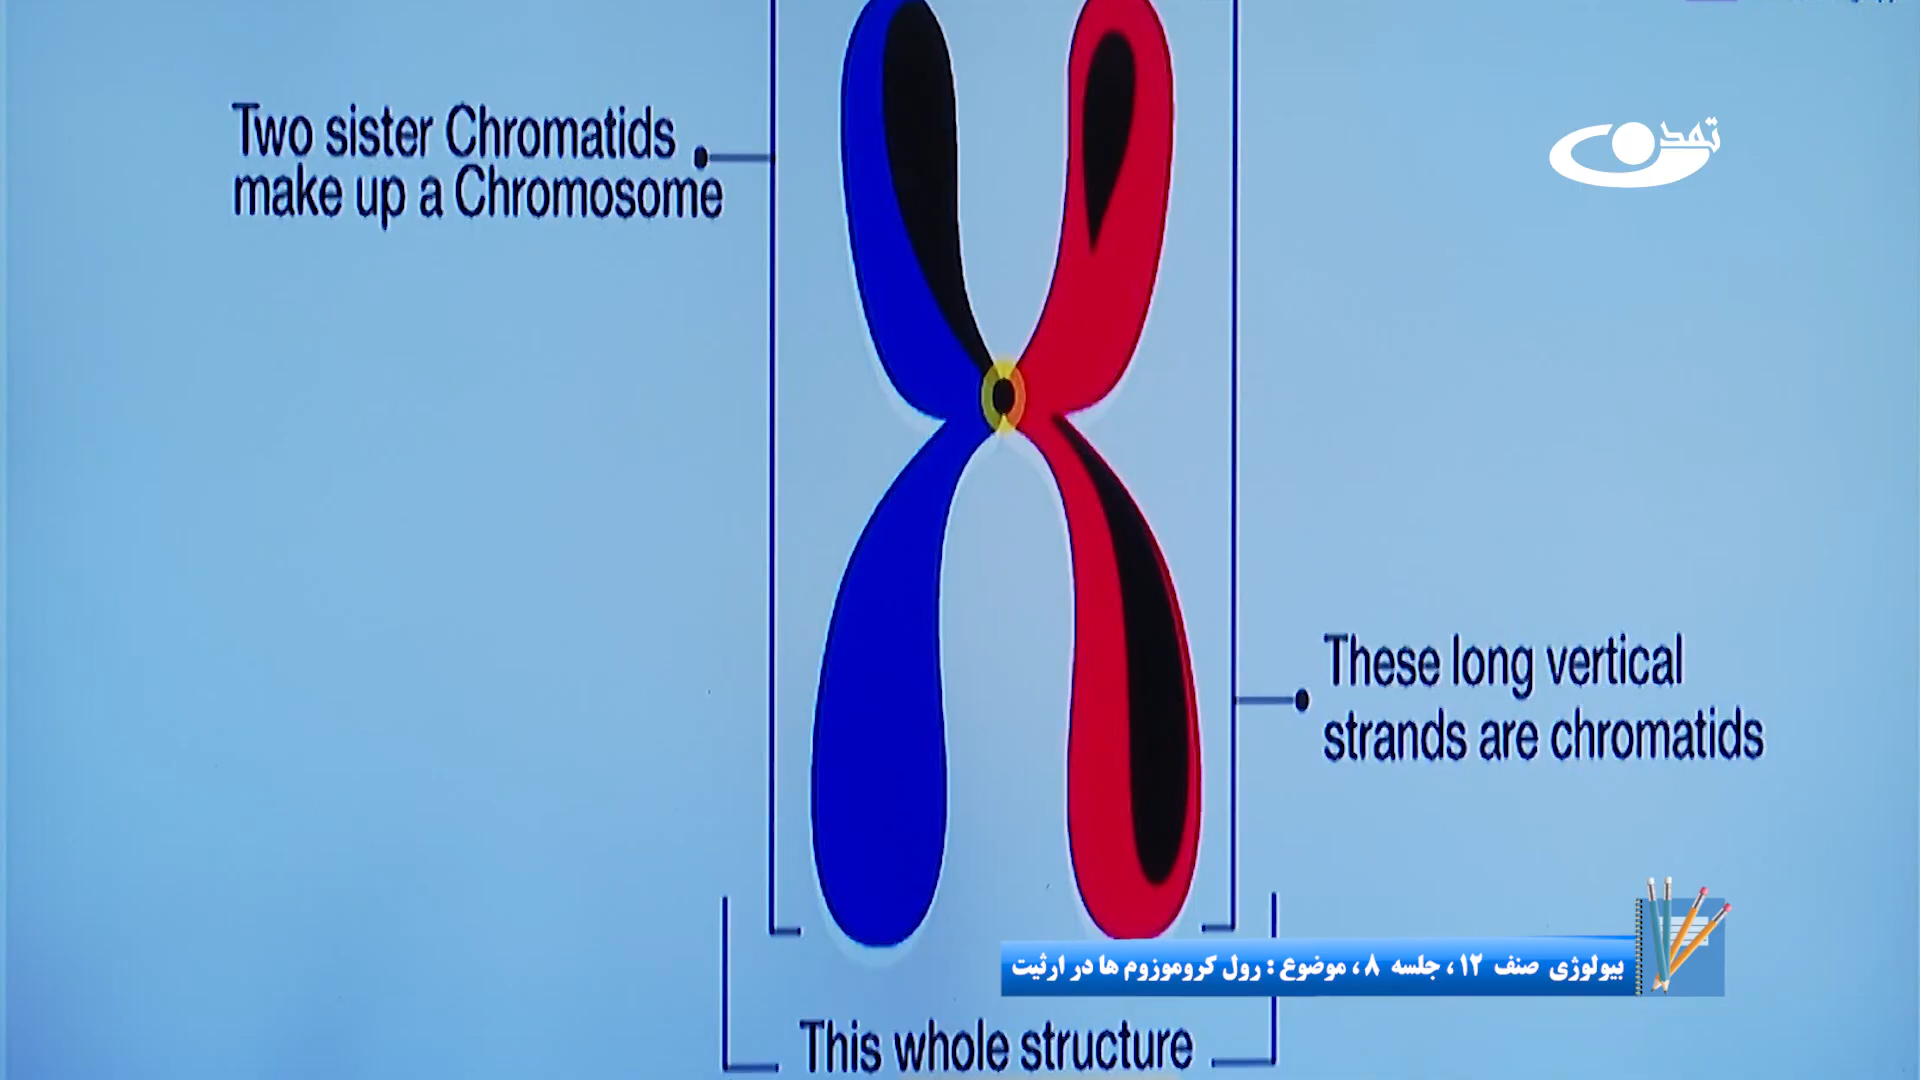 Two sister Chromatids
make up a Chromosome
تمدن
These long vertical
strands are chromatids
بیولوژی صنف ۱۲، جلسه ۸، موضوع: رول کروموزوم ها در ارثیت
This whole structure